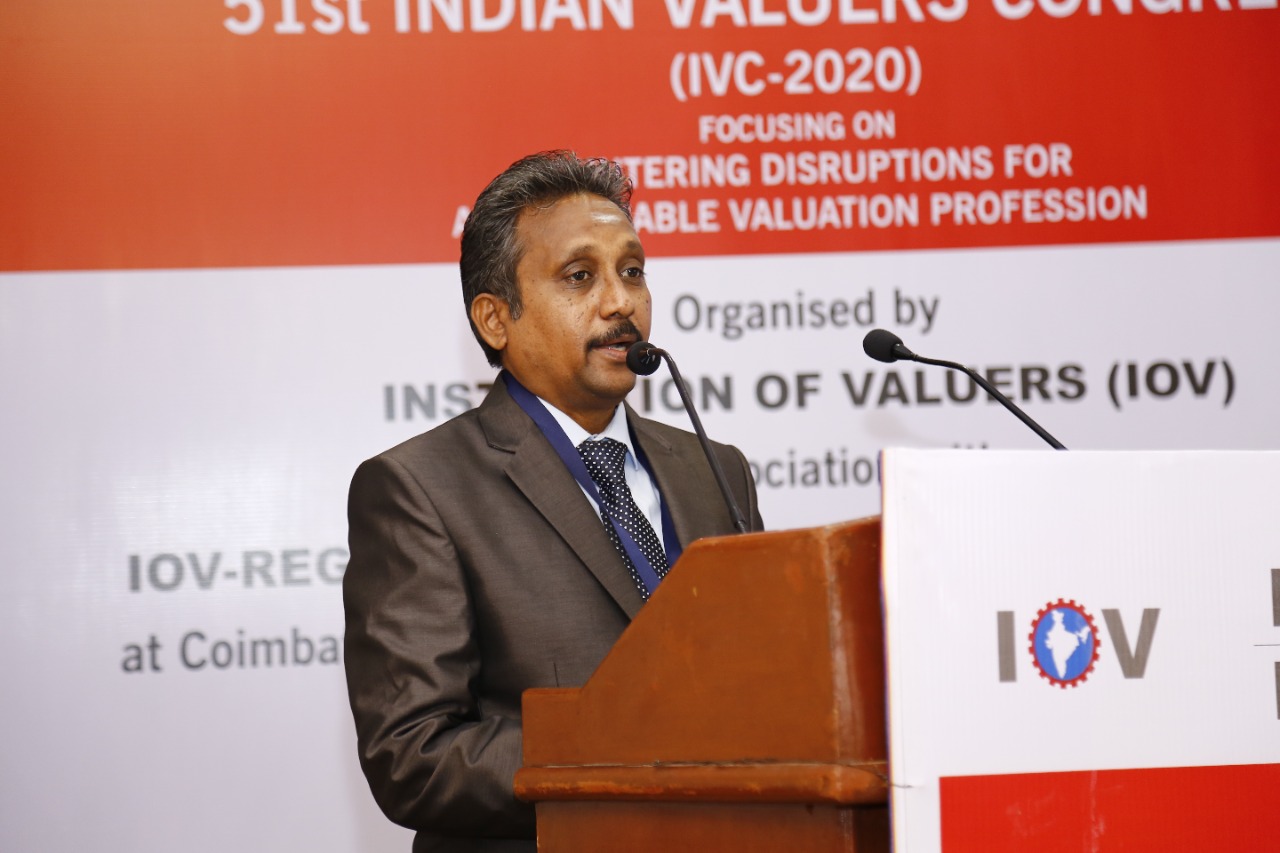 51st INDIAN VALUERS CONGRE
(IVC-2020)
FOCUSING ON
TERING DISRUPTIONS FOR
A ABLE VALUATION PROFESSION
Organised by
INST ION OF VALUERS (IOV)
ociation
IOV-REG
at Coimba
IOV